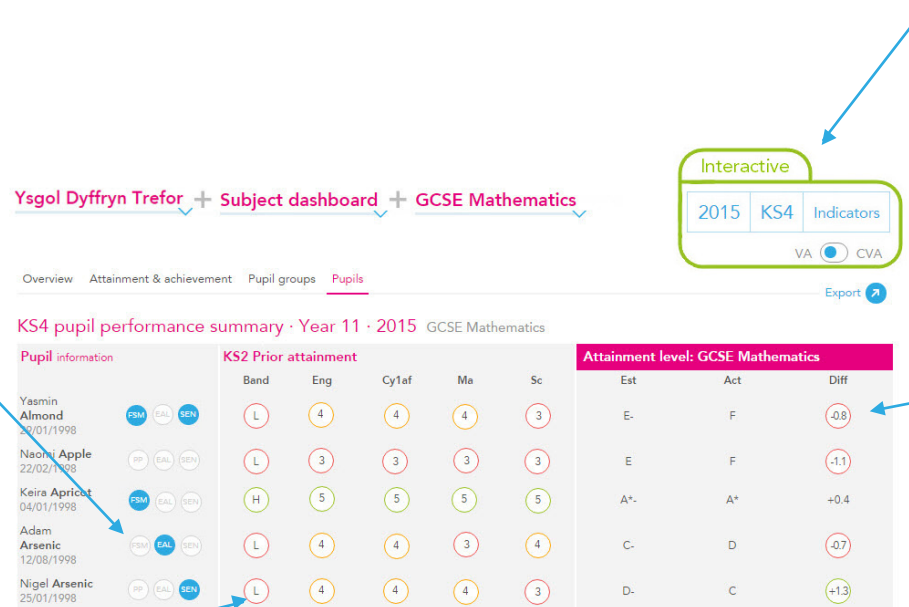 Interactive
Ysgol Dyffryn Trefor + Subject dashboard + GCSE Mathematics
2015 KS4 Indicators
VA CVA
Overview Attainment & achievement Pupil groups Pupils
Export
KS4 pupil performance summary · Year 11 · 2015 GCSE Mathematics
Pupil information KS2 Prior attainment Attainment level: GCSE Mathematics
Band Eng Cy1af Ma Sc Est Act Diff
Yasmin
Almond FSM EAL SEN L 4 4 4 3 E- F -0.8
29/01/1998
Naomi Apple
22/02/1998 PP EAL SEN L 3 3 3 3 E F -1.1
Keira Apricot
04/01/1998 FSM EAL SEN H 5 5 5 5 A*- A* +0.4
Adam
Arsenic FSM EAL SEN L 4 4 3 4 C- D -0.7
12/08/1998
Nigel Arsenic
25/01/1998 PP EAL SEN L 4 4 4 3 D- C +1.3